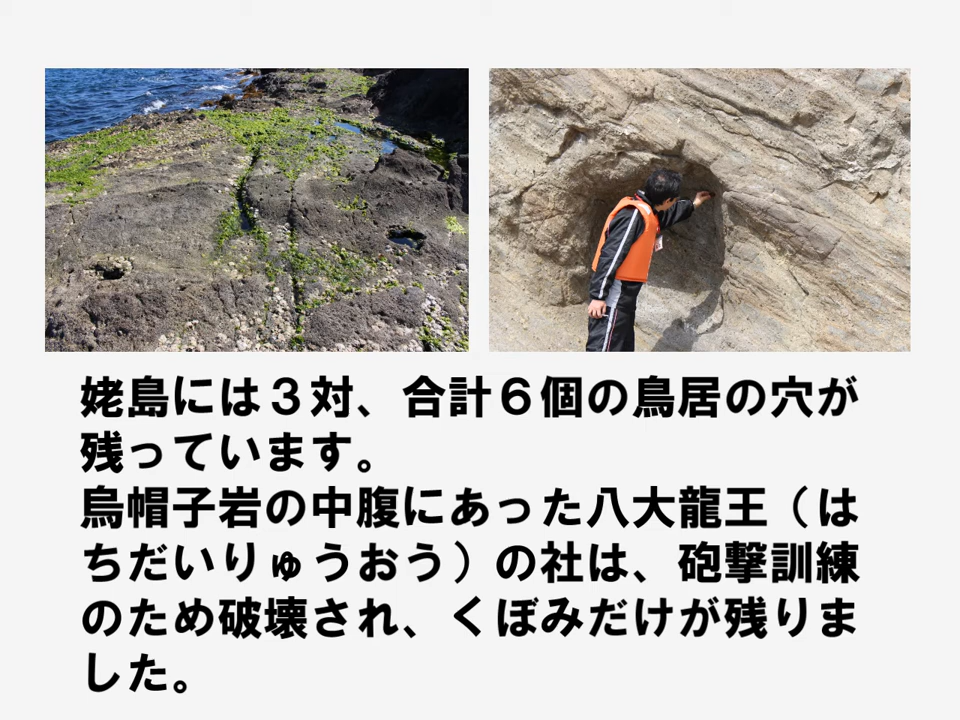 姥島には３対、合計６個の鳥居の穴が
残っています。
烏帽子岩の中腹にあった八大龍王（は
ちだいりゅうおう）の社は、砲撃訓練
のため破壊され、くぼみだけが残りま
した。